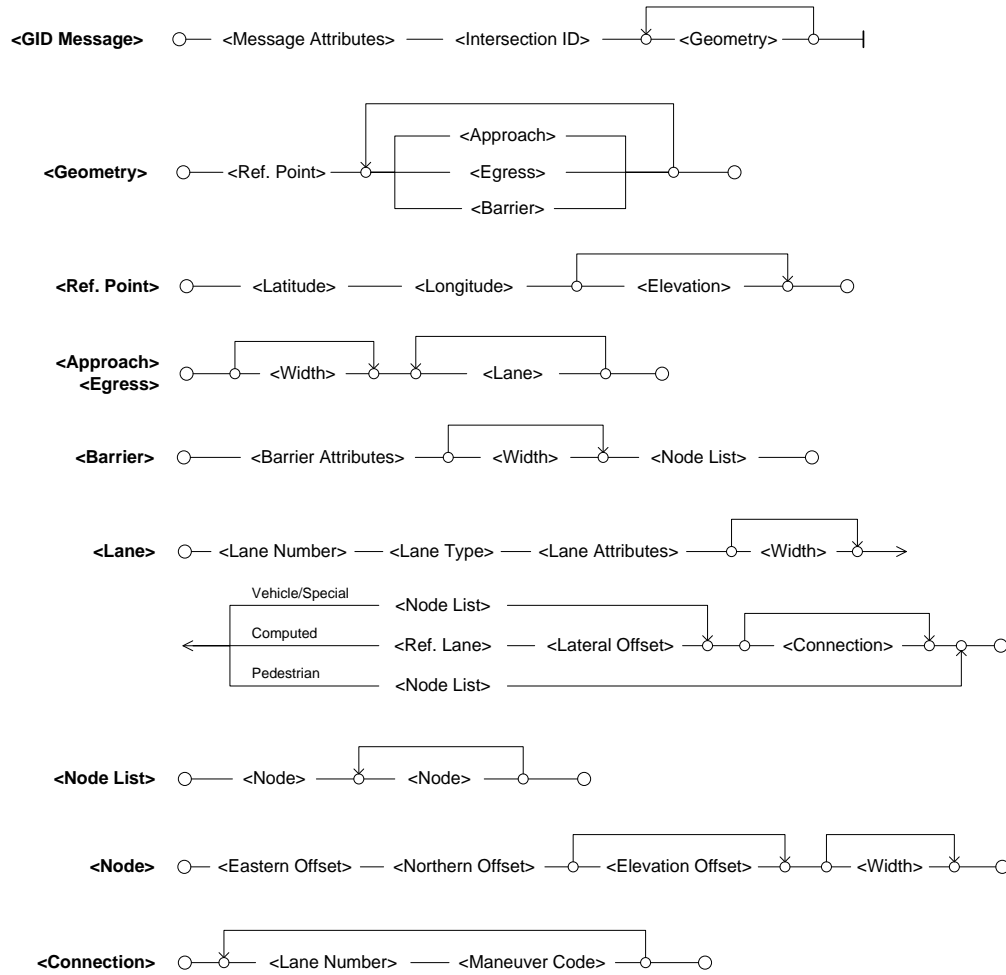 <GID Message> <Message Attributes> <Intersection ID> <Geometry>
<Approach>
<Geometry> <Ref. Point> <Egress>
<Barrier>
<Ref. Point> <Latitude> <Longitude> <Elevation>
<Approach>
<Egress> <Width> <Lane>
<Barrier> <Barrier Attributes> <Width> <Node List>
<Lane> <Lane Number> <Lane Type> <Lane Attributes> <Width>
Vehicle/Special <Node List>
Computed <Ref. Lane> <Lateral Offset> <Connection>
Pedestrian <Node List>
<Node List> <Node> <Node>
<Node> <Eastern Offset> <Northern Offset> <Elevation Offset> <Width>
<Connection> <Lane Number> <Maneuver Code>